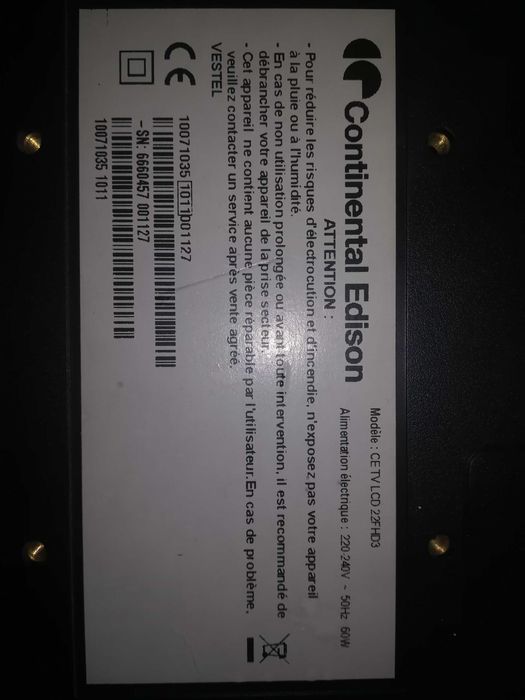 Continental Edison
Modèle : CE TV LCD 22FHD3
Alimentation électrique : 220-240V ~ 50Hz 60W
ATTENTION :
- Pour réduire les risques d'électrocution et d'incendie, n'exposez pas votre appareil
à la pluie ou à l'humidité.
- En cas de non utilisation prolongée ou avant toute intervention, il est recommandé de
débrancher votre appareil de la prise secteur.
- Cet appareil ne contient aucune pièce réparable par l'utilisateur.En cas de problème,
veuillez contacter un service après vente agréé.
VESTEL
CE
10071035 1011 001127
- SN: 6660457 001127
10071035 1011